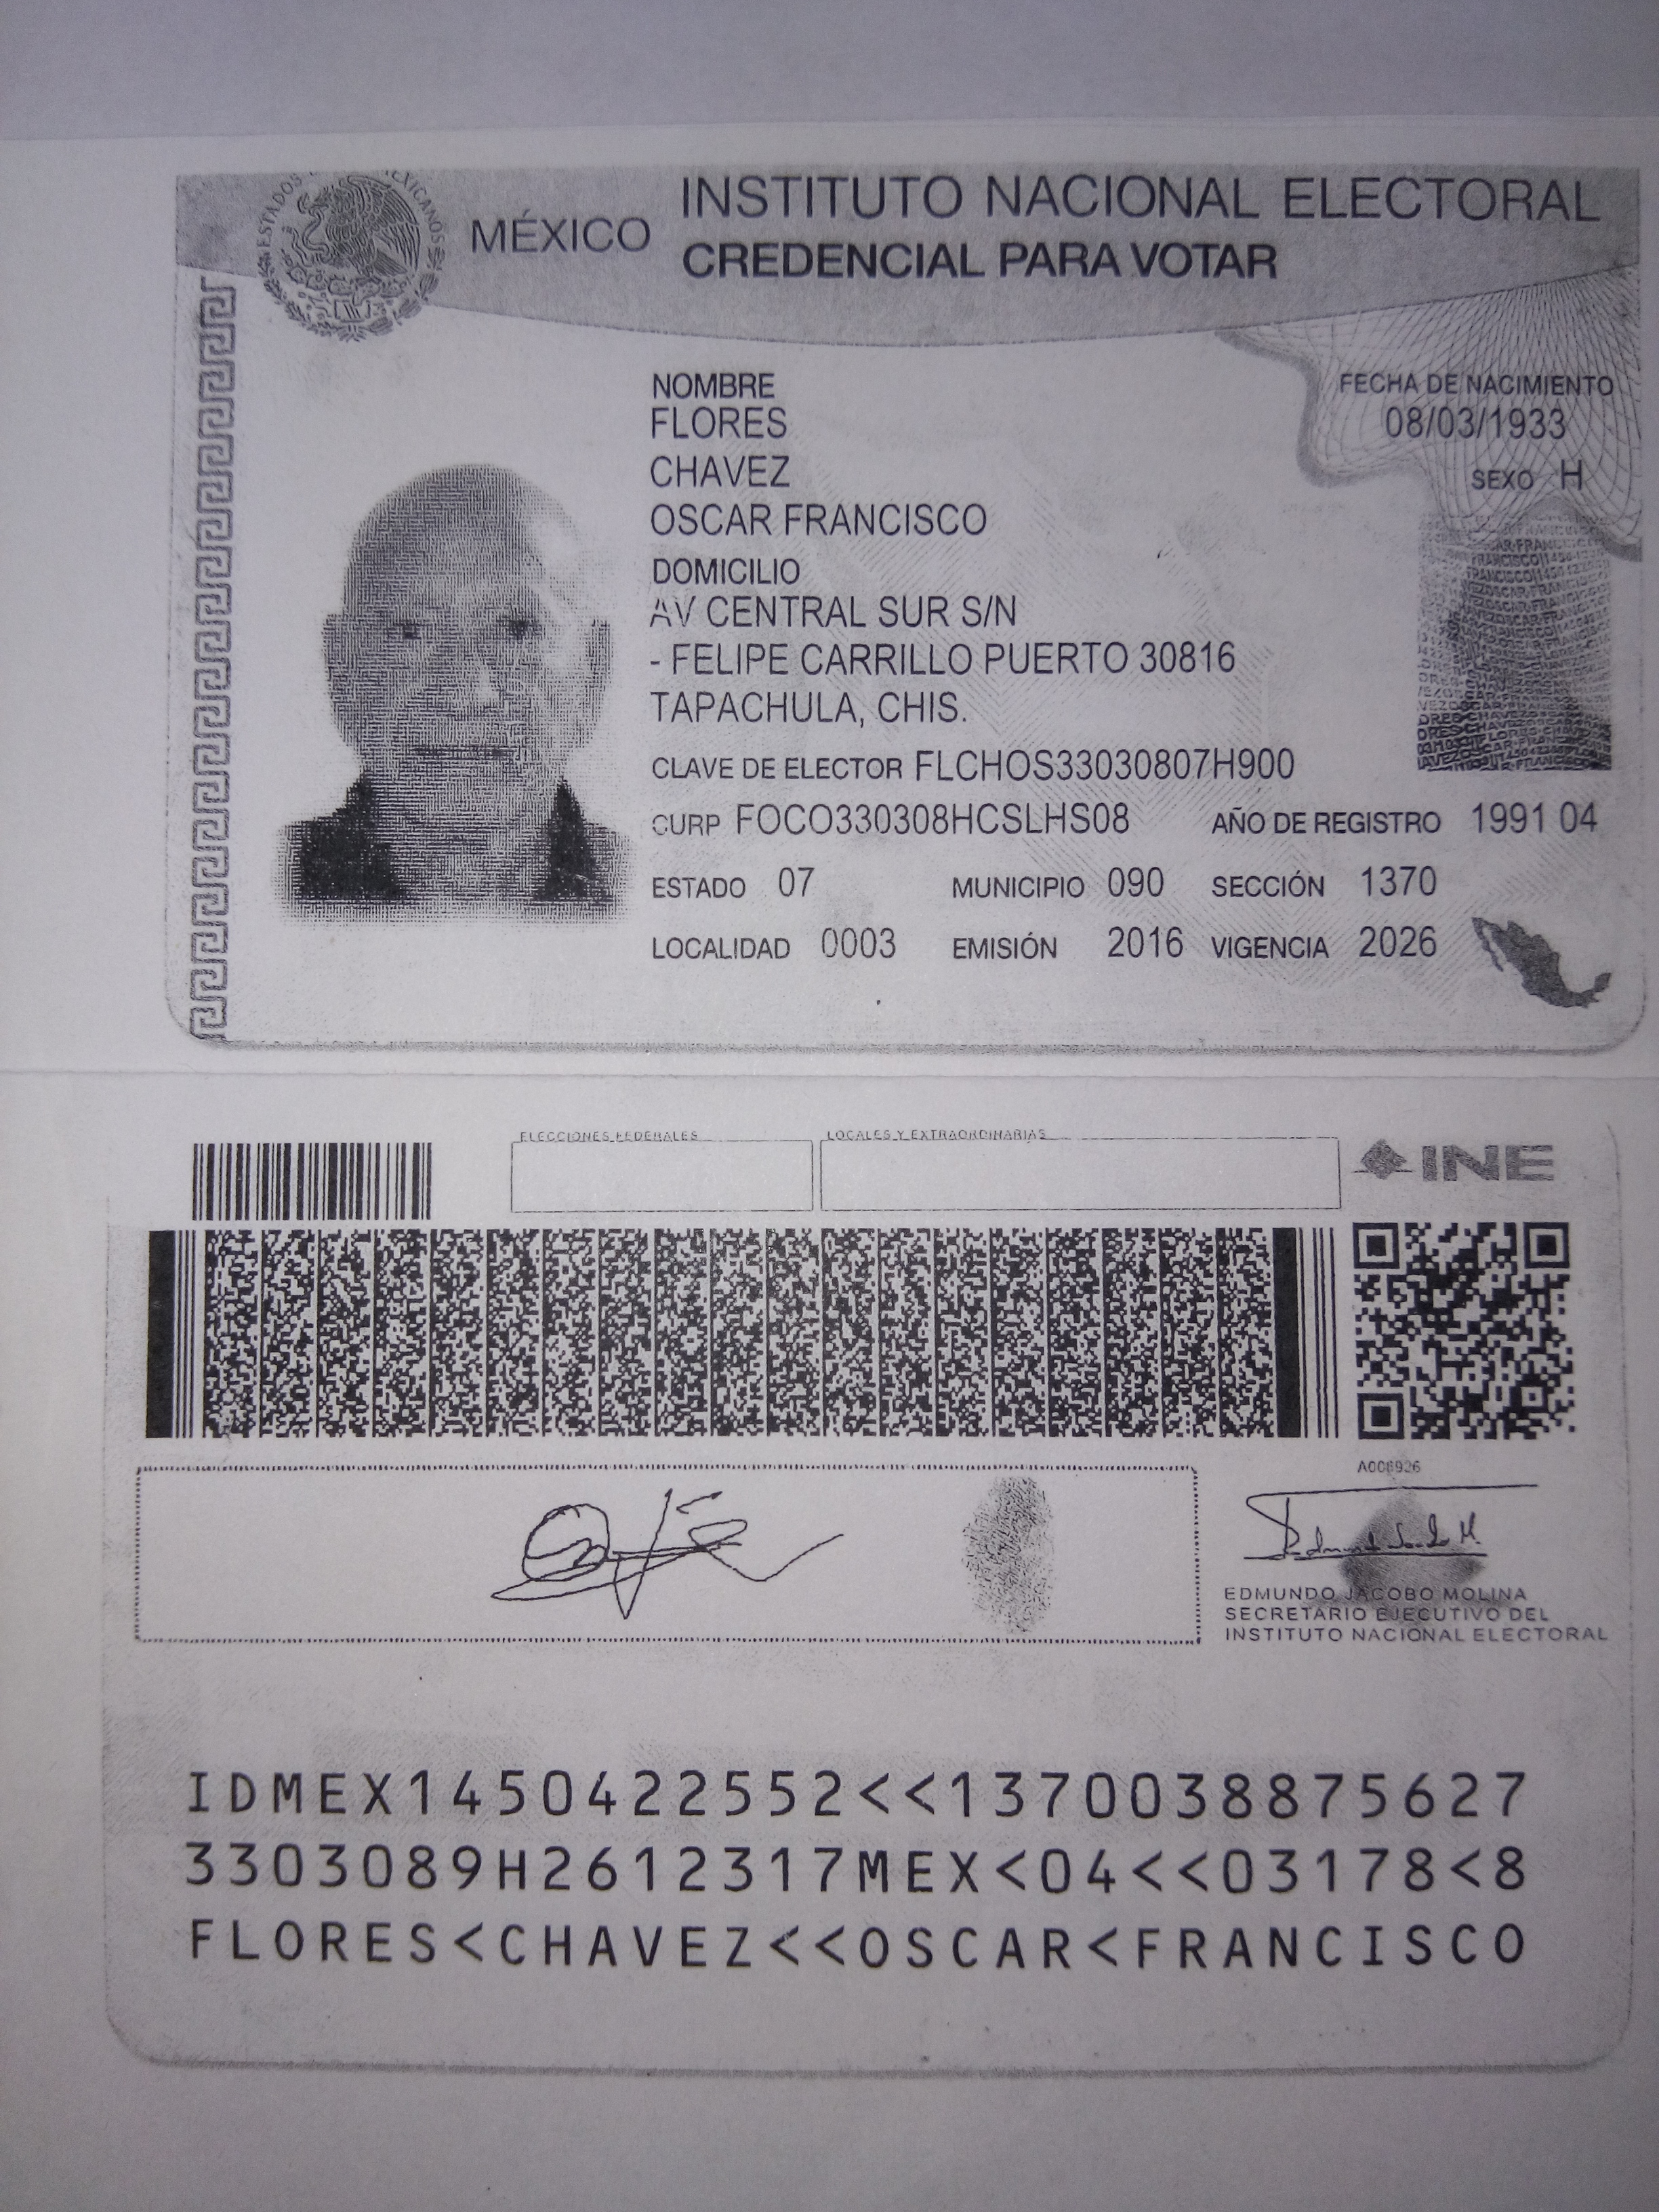 ESTADOS MEXICANOS
MÉXICO
INSTITUTO NACIONAL ELECTORAL
CREDENCIAL PARA VOTAR
NOMBRE
FLORES
CHAVEZ
OSCAR FRANCISCO
FECHA DE NACIMIENTO
08/03/1933
SEXO H
DOMICILIO
AV CENTRAL SUR S/N
- FELIPE CARRILLO PUERTO 30816
TAPACHULA, CHIS.
CLAVE DE ELECTOR FLCHOS33030807H900
CURP FOCO330308HCSLHS08 AÑO DE REGISTRO 1991 04
ESTADO 07 MUNICIPIO 090 SECCIÓN 1370
LOCALIDAD 0003 EMISIÓN 2016 VIGENCIA 2026
ELECCIONES FEDERALES LOCALES Y EXTRAORDINARIAS
INE
EDMUNDO JACOBO MOLINA
SECRETARIO EJECUTIVO DEL
INSTITUTO NACIONAL ELECTORAL
IDMEX1450422552<<1370038875627
3303089H2612317MEX<04<<03178<8
FLORES<CHAVEZ<<OSCAR<FRANCISCO